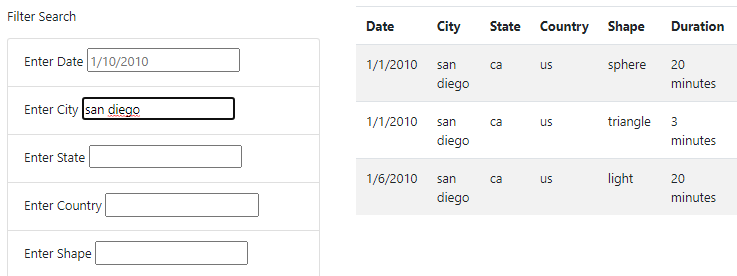 Filter Search
Enter Date 1/10/2010
Enter City san diego
Enter State
Enter Country
Enter Shape
Date City State Country Shape Duration
1/1/2010 san ca us sphere 20
diego minutes
1/1/2010 san ca us triangle 3
diego minutes
1/6/2010 san ca us light 20
diego minutes